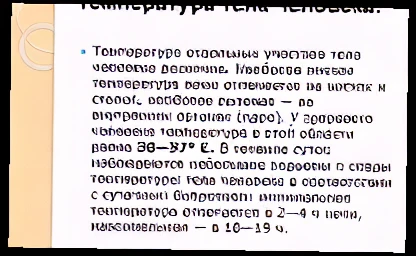 температура тела человека.
Температура отдельных участков тела
человека различна. Наиболее низкая
температура кожи отмечается на кистях и
стопах, наиболее высокая — во
внутренних органах (пазо). У здорового
человека температура в этой области
равна 36—37° С. В течение суток
наблюдаются небольшие подъемы и спады
температуры тела человека в соответствии
с суточным биоритмом: минимальная
температура отмечается в 2—4 ч ночи,
максимальная — в 16—19 ч.